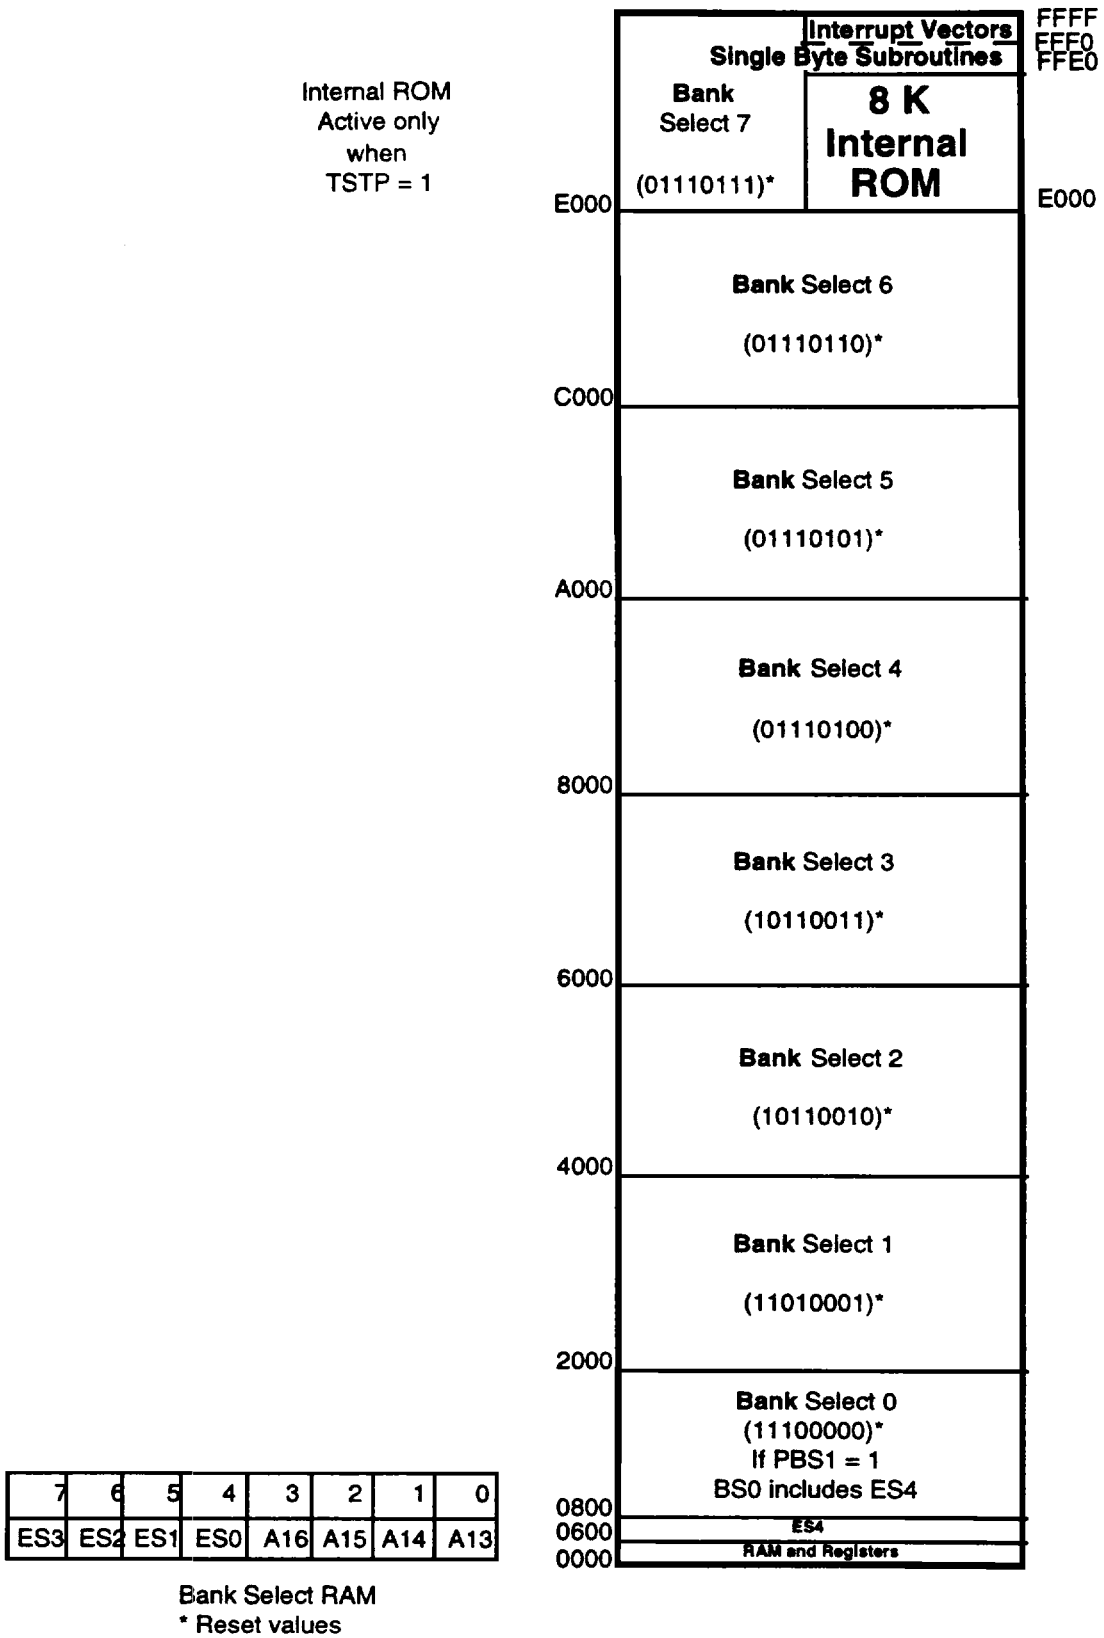 FFFF
Interrupt Vectors
FFF0
Single Byte Subroutines
FFE0
Internal ROM
Active only
when
TSTP = 1
Bank
Select 7
(01110111)*
8 K
Internal
ROM
E000
E000
Bank Select 6
(01110110)*
C000
Bank Select 5
(01110101)*
A000
Bank Select 4
(01110100)*
8000
Bank Select 3
(10110011)*
6000
Bank Select 2
(10110010)*
4000
Bank Select 1
(11010001)*
2000
Bank Select 0
(11100000)*
If PBS1 = 1
BS0 includes ES4
0800
ES4
0600
RAM and Registers
0000
7 6 5 4 3 2 1 0
ES3 ES2 ES1 ES0 A16 A15 A14 A13
Bank Select RAM
* Reset values